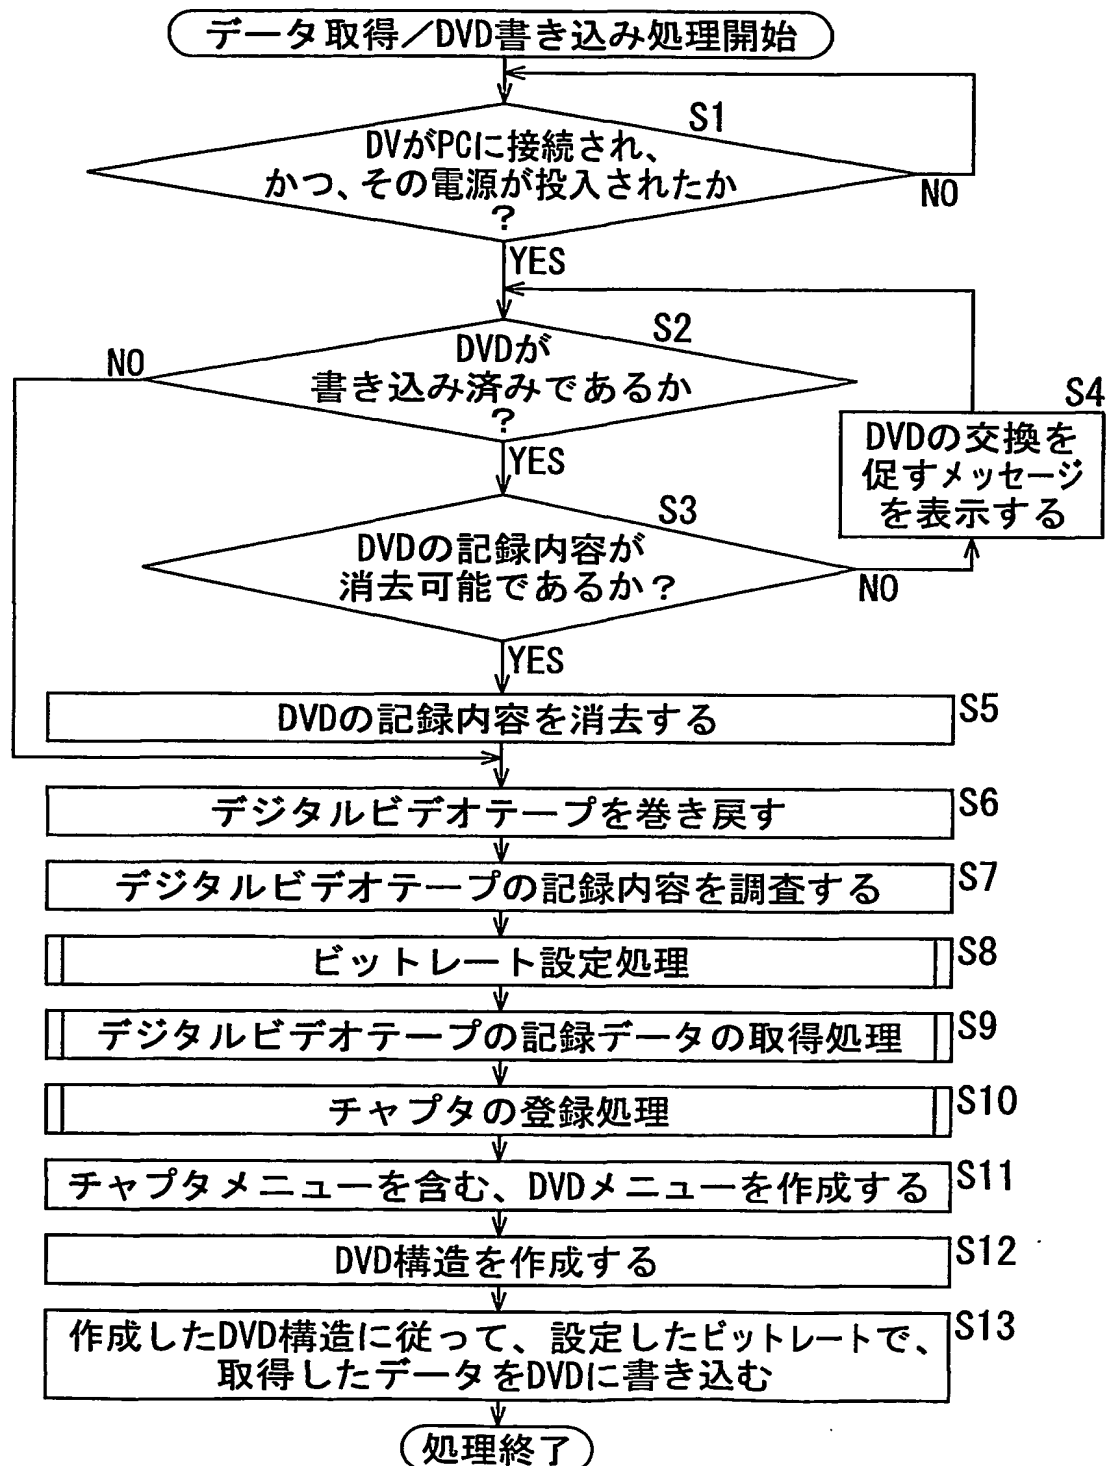 データ取得／DVD書き込み処理開始
S1
DVがPCに接続され、
かつ、その電源が投入されたか
？
NO
YES
S2
DVDが
書き込み済みであるか
？
NO
YES
S4
DVDの交換を
促すメッセージ
を表示する
S3
DVDの記録内容が
消去可能であるか？
NO
YES
DVDの記録内容を消去する
S5
デジタルビデオテープを巻き戻す
S6
デジタルビデオテープの記録内容を調査する
S7
ビットレート設定処理
S8
デジタルビデオテープの記録データの取得処理
S9
チャプタの登録処理
S10
チャプタメニューを含む、DVDメニューを作成する
S11
DVD構造を作成する
S12
作成したDVD構造に従って、設定したビットレートで、
取得したデータをDVDに書き込む
S13
処理終了